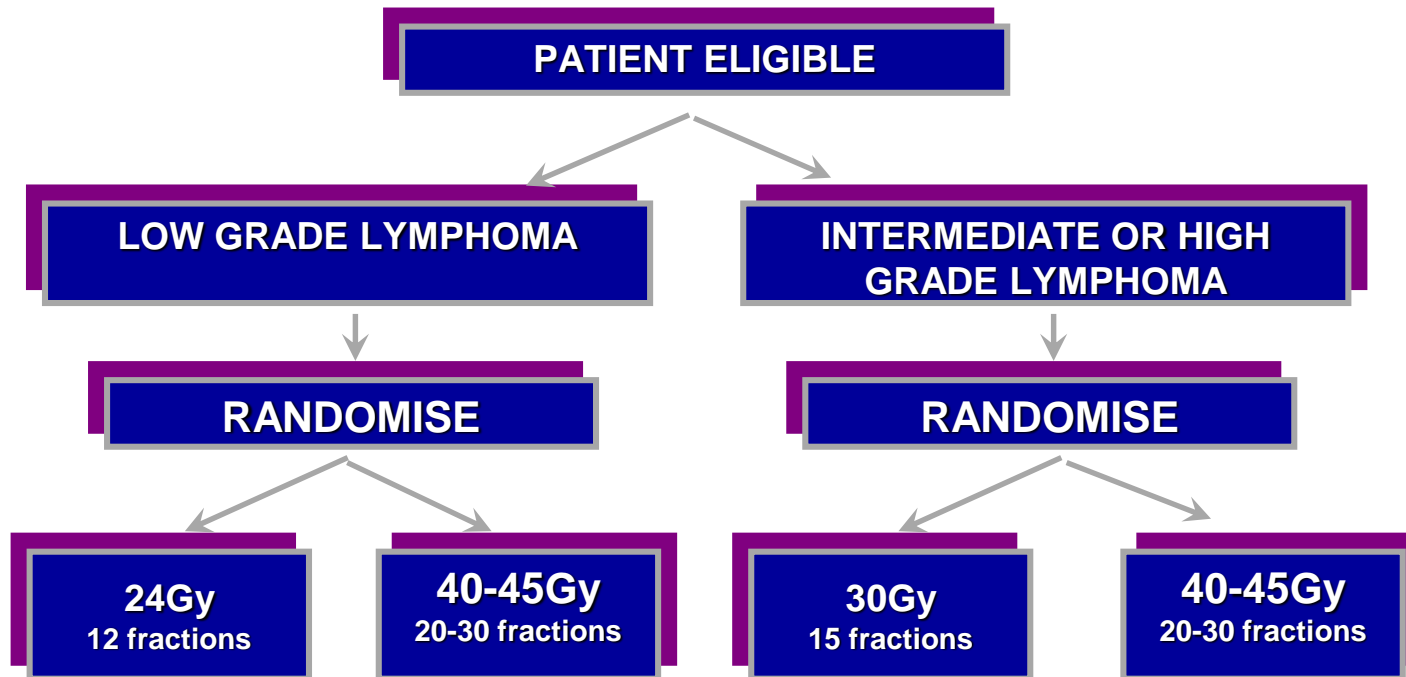 PATIENT ELIGIBLE
LOW GRADE LYMPHOMA
INTERMEDIATE OR HIGH
GRADE LYMPHOMA
RANDOMISE
RANDOMISE
24Gy
12 fractions
40-45Gy
20-30 fractions
30Gy
15 fractions
40-45Gy
20-30 fractions